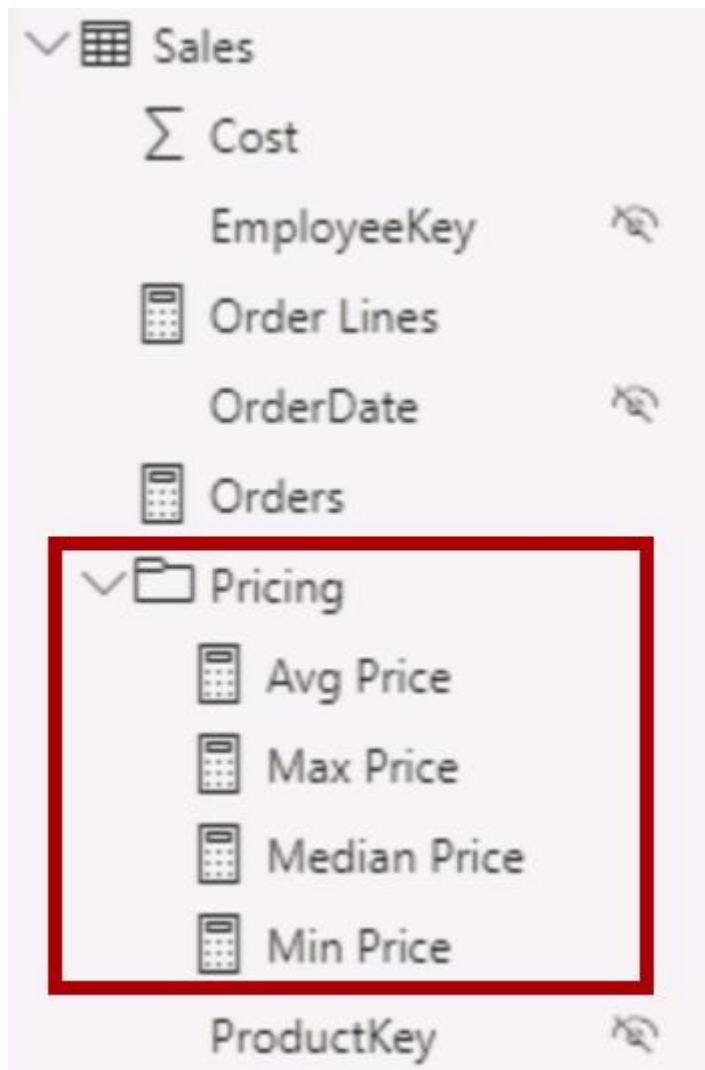 Sales
Cost
EmployeeKey
Order Lines
OrderDate
Orders
Pricing
Avg Price
Max Price
Median Price
Min Price
ProductKey